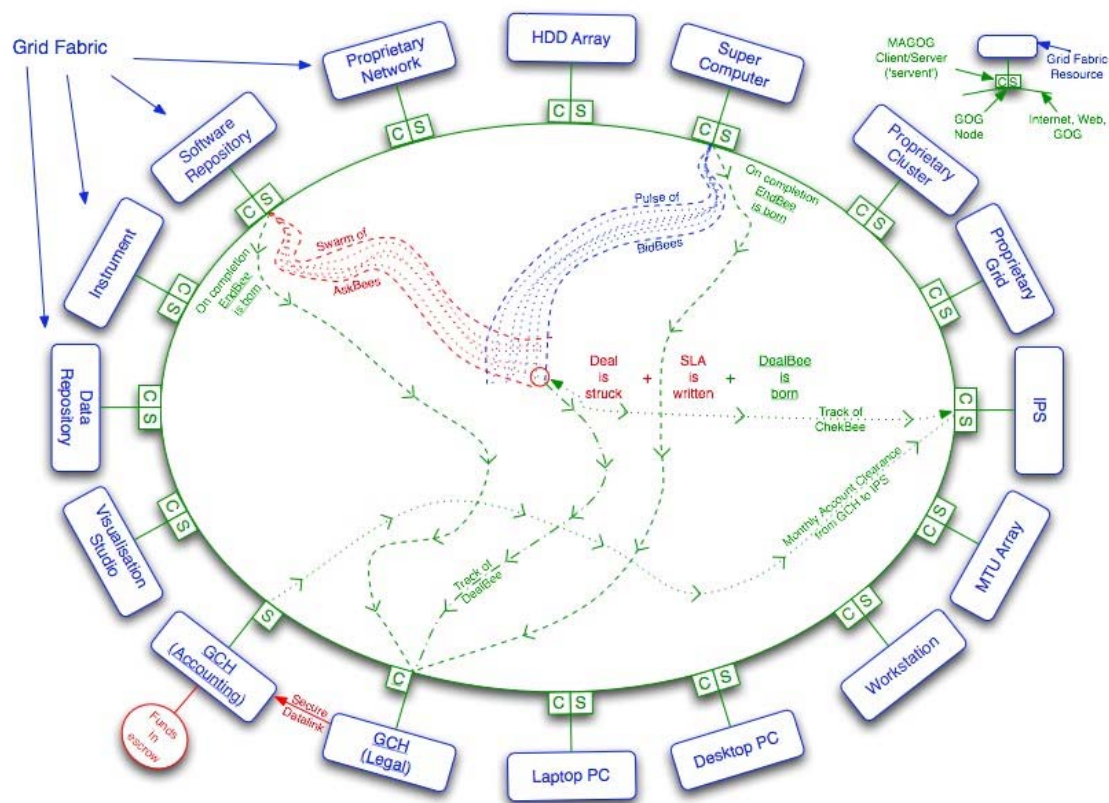 Grid Fabric
Proprietary
Network
HDD Array
Super
Computer
MAGOG
Client/Server
('servent')
Grid Fabric
Resource
C S
GOG
Node
Internet, Web,
GOG
Software
Repository
Proprietary
Cluster
C S
C S
C S
C S
C S
On completion
EndBee
is born
Pulse of
BidBees
Swarm of
AskBees
Instrument
C S
On completion
EndBee
is born
Proprietary
Grid
C S
Data
Repository
C S
Deal
is
struck
+
SLA
is
written
+
DealBee
is
born
Track of
ChekBee
C S
IPS
Visualisation
Studio
C S
Monthly Account Clearance
from GCH to IPS
C S
MTU Array
Track of
DealBee
S
GCH
(Accounting)
C S
Workstation
Funds
In
escrow
Secure
Datalink
C
GCH
(Legal)
C S
Laptop PC
C S
Desktop PC